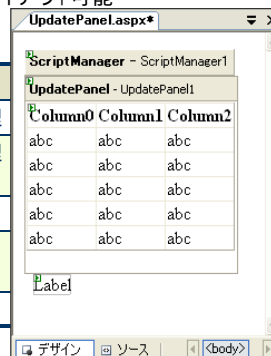 UpdatePanel.aspx*
ScriptManager - ScriptManager1
UpdatePanel - UpdatePanel1
Column0 Column1 Column2
abc abc abc
abc abc abc
abc abc abc
abc abc abc
abc abc abc
Label
デザイン ソース <body>